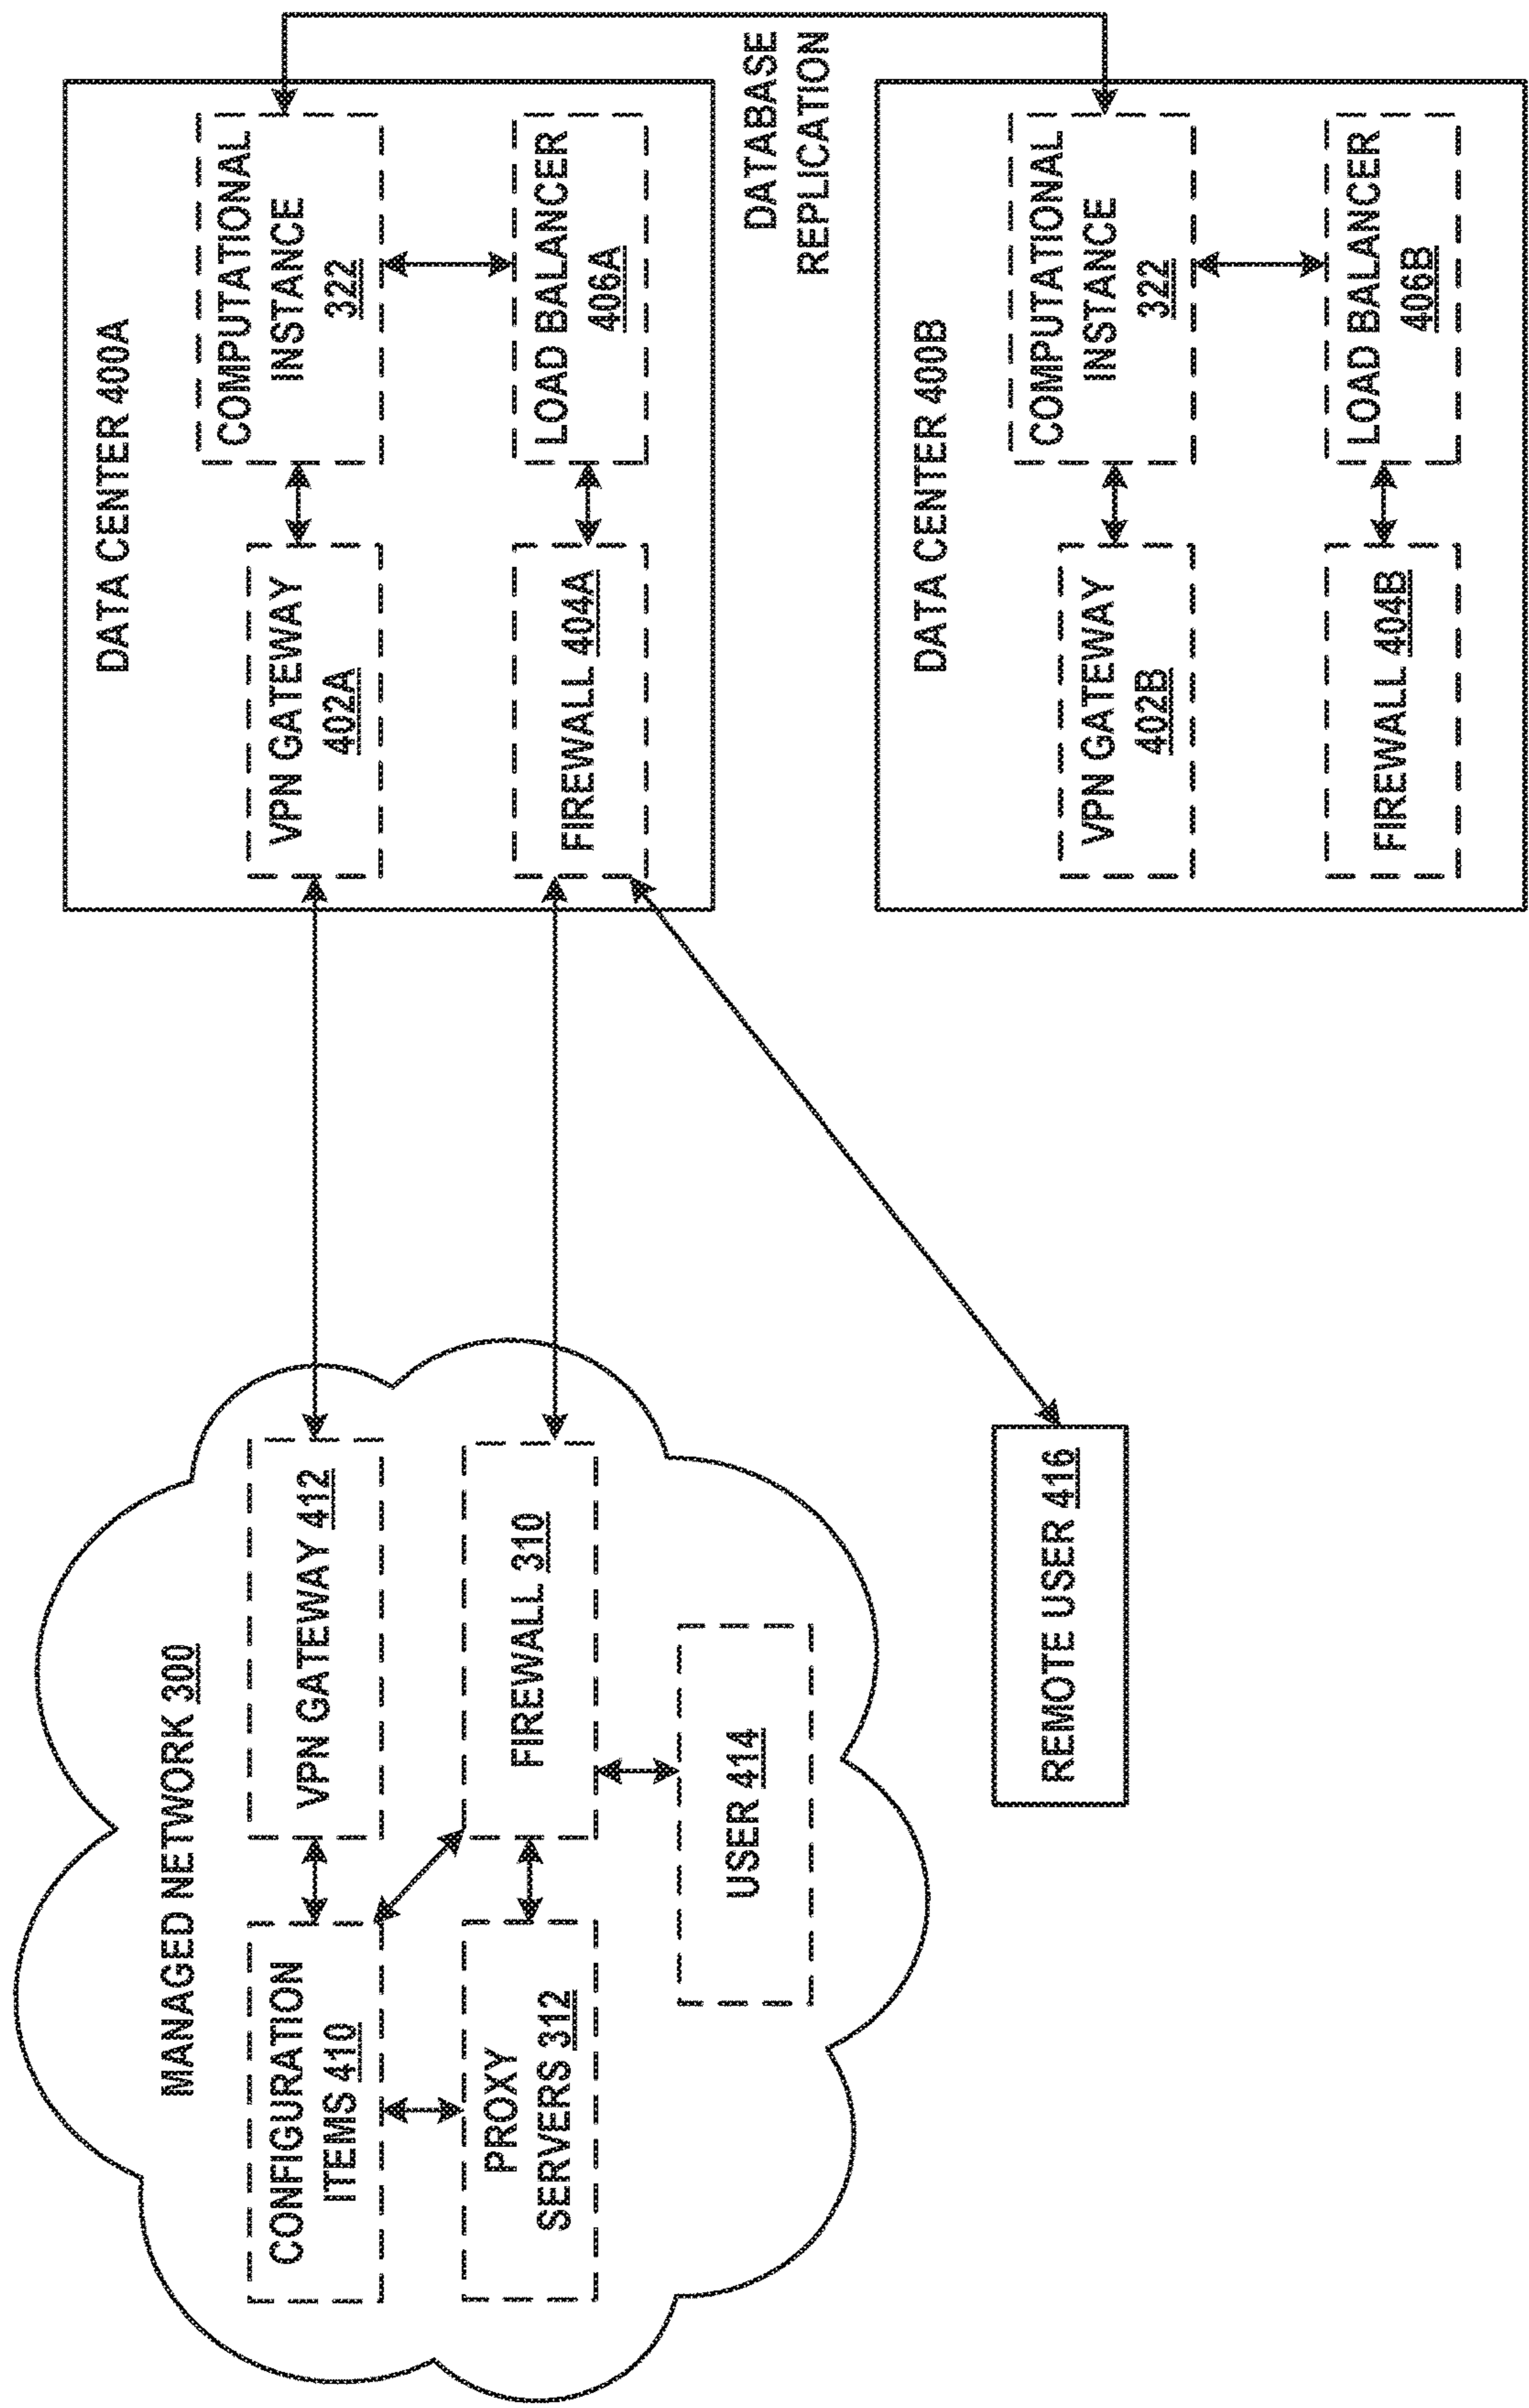 MANAGED NETWORK 300
CONFIGURATION
ITEMS 410
VPN GATEWAY 412
PROXY
SERVERS 312
FIREWALL 310
USER 414
REMOTE USER 416
DATA CENTER 400A
VPN GATEWAY
402A
COMPUTATIONAL
INSTANCE
322
FIREWALL 404A
LOAD BALANCER
406A
DATABASE
REPLICATION
DATA CENTER 400B
VPN GATEWAY
402B
COMPUTATIONAL
INSTANCE
322
FIREWALL 404B
LOAD BALANCER
406B